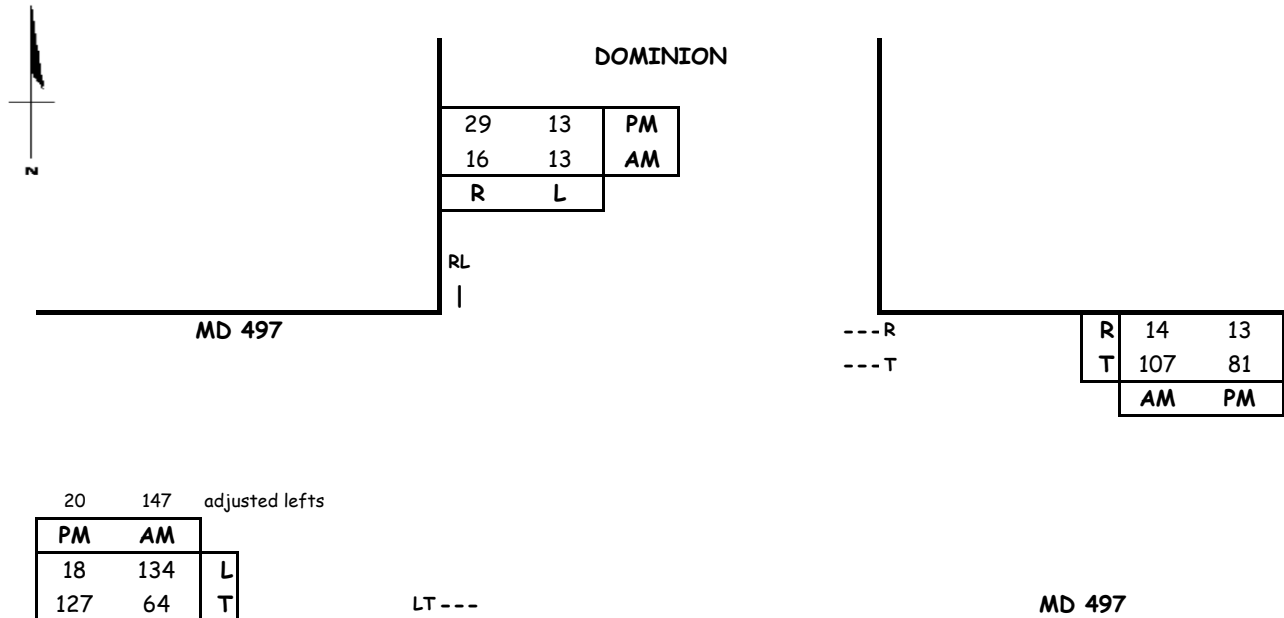 DOMINION
29 13 PM
16 13 AM
R L
N
RL
|
MD 497
---R
---T
R 14 13
T 107 81
AM PM
20 147 adjusted lefts
PM AM
18 134 L
127 64 T
LT---
MD 497